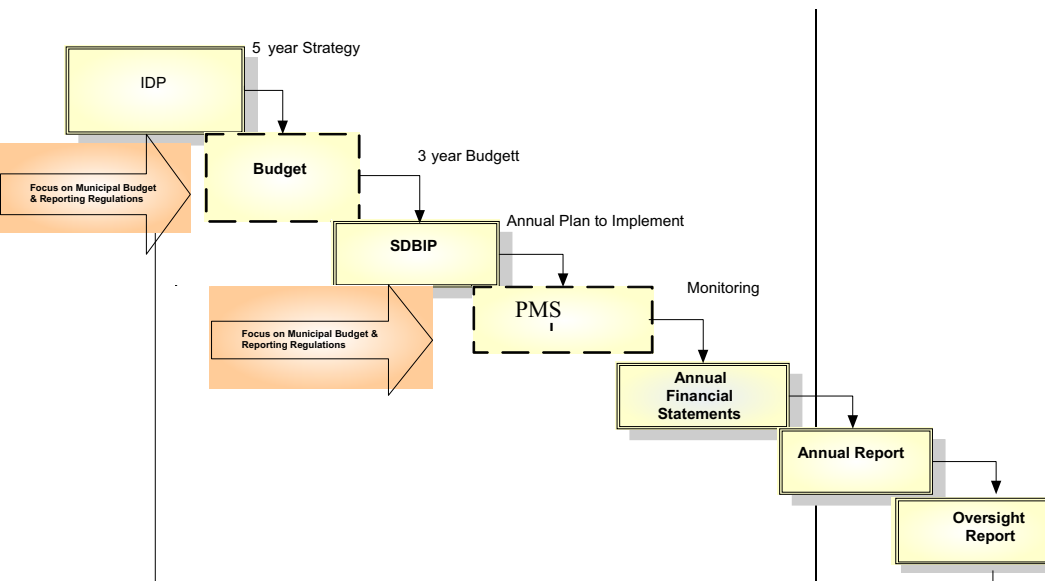 5 year Strategy
IDP
Budget
3 year Budgett
Focus on Municipal Budget
& Reporting Regulations
Annual Plan to Implement
SDBIP
Monitoring
PMS
Focus on Municipal Budget &
Reporting Regulations
Annual
Financial
Statements
Annual Report
Oversight
Report